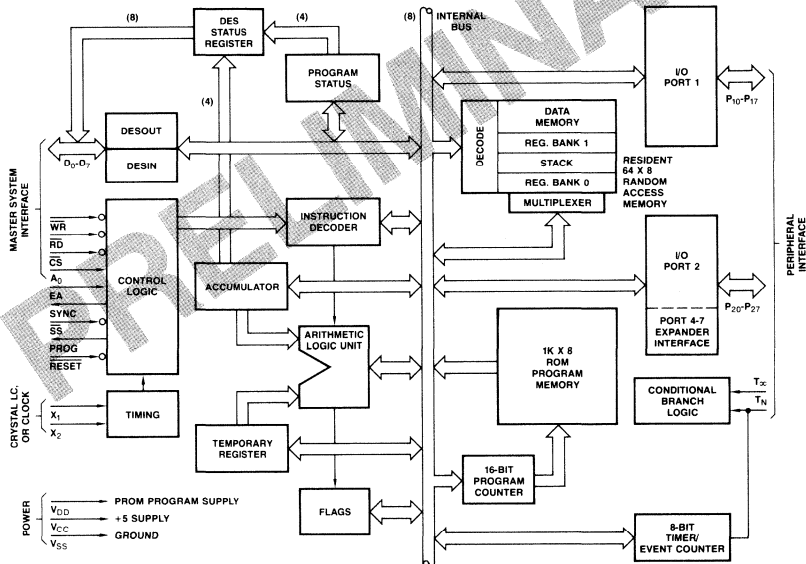 PRELIMINA
(8)
DES
STATUS
REGISTER
(4)
(4)
PROGRAM
STATUS
(8)
INTERNAL
BUS
I/O
PORT 1
P10-P17
DESOUT
DESIN
D0-D7
MASTER SYSTEM
INTERFACE
DECODE
DATA
MEMORY
REG. BANK 1
STACK
REG. BANK 0
MULTIPLEXER
RESIDENT
64 X 8
RANDOM
ACCESS
MEMORY
WR
RD
CS
A0
EA
SYNC
SS
PROG
RESET
CONTROL
LOGIC
INSTRUCTION
DECODER
ACCUMULATOR
I/O
PORT 2
PORT 4-7
EXPANDER
INTERFACE
P20-P27
PERIPHERAL
INTERFACE
ARITHMETIC
LOGIC UNIT
1K X 8
ROM
PROGRAM
MEMORY
CONDITIONAL
BRANCH
LOGIC
T∞
TN
CRYSTAL LC,
OR CLOCK
X1
X2
TIMING
TEMPORARY
REGISTER
16-BIT
PROGRAM
COUNTER
FLAGS
8-BIT
TIMER/
EVENT COUNTER
POWER
PROM PROGRAM SUPPLY
VDD
+5 SUPPLY
VCC
GROUND
VSS